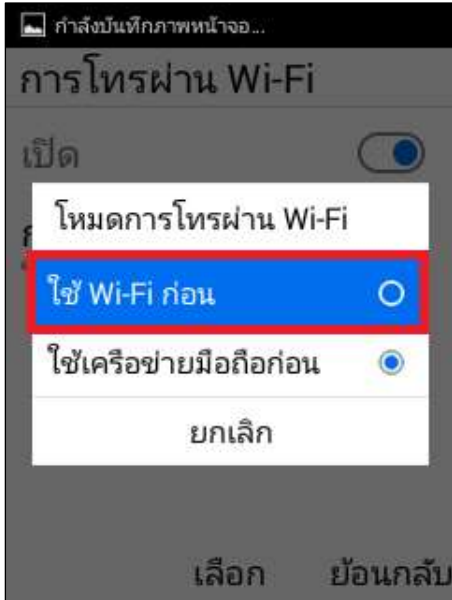 กำลังบันทึกภาพหน้าจอ...
การโทรผ่าน Wi-Fi
เปิด
โหมดการโทรผ่าน Wi-Fi
ใช้ Wi-Fi ก่อน
ใช้เครือข่ายมือถือก่อน
ยกเลิก
เลือก ย้อนกลับ